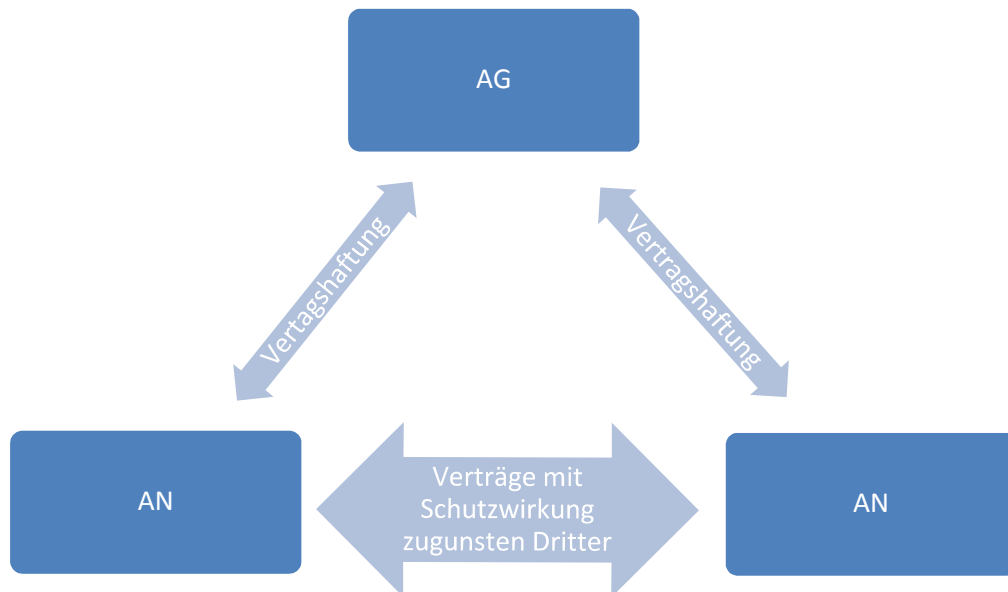 AG
Vertagshaftung
Vertragshaftung
AN
Verträge mit
Schutzwirkung
zugunsten Dritter
AN